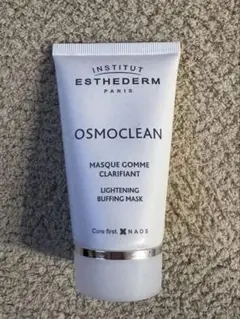 INSTITUT
ESTHEDERM
PARIS
OSMOCLEAN
MASQUE GOMME
CLARIFIANT
LIGHTENING
BUFFING MASK
Care first. NAOS